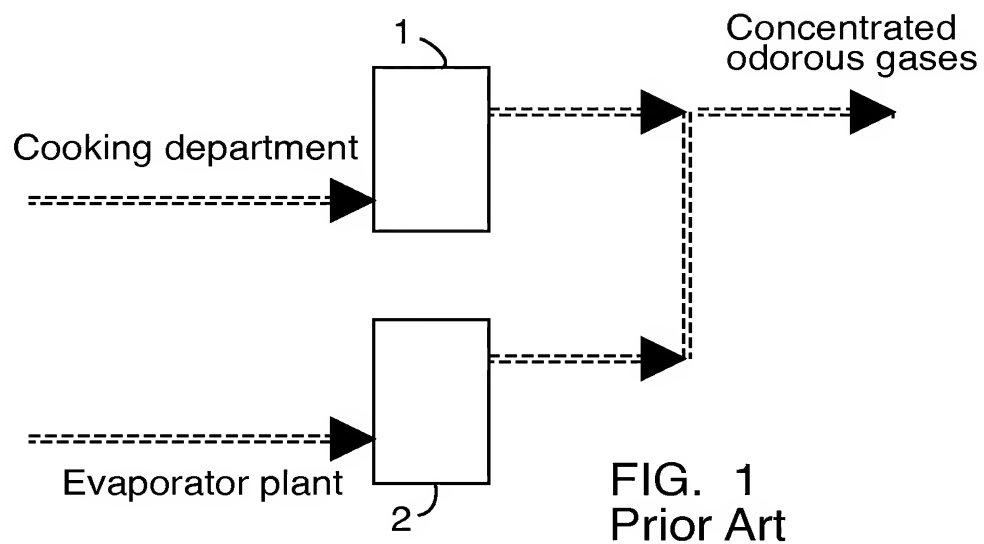 1
Concentrated
odorous gases
Cooking department
Evaporator plant
2
FIG. 1
Prior Art